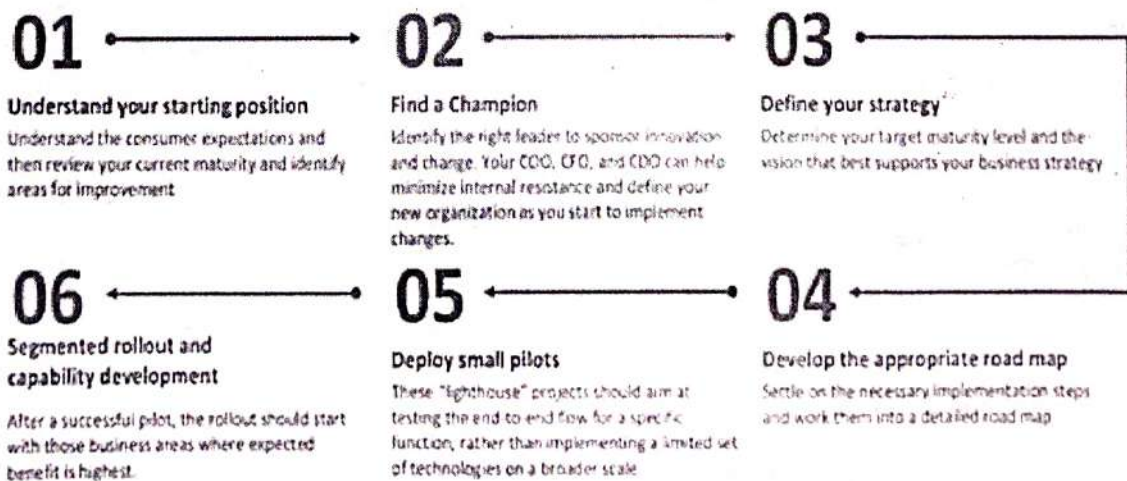 01
Understand your starting position
Understand the consumer expectations and
then review your current maturity and identify
areas for improvement
02
Find a Champion
Identify the right leader to sponsor innovation
and change. Your COO, CFO, and CDO can help
minimize internal resistance and define your
new organization as you start to implement
changes.
03
Define your strategy
Determine your target maturity level and the
vision that best supports your business strategy
04
Develop the appropriate road map
Settle on the necessary implementation steps
and work them into a detailed road map
05
Deploy small pilots
These "lighthouse" projects should aim at
testing the end to end flow for a specific
function, rather than implementing a limited set
of technologies on a broader scale
06
Segmented rollout and
capability development
After a successful pilot, the rollout should start
with those business areas where expected
benefit is highest.